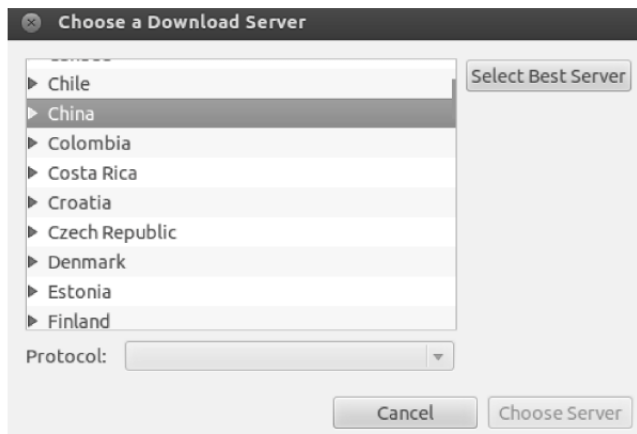 Choose a Download Server
Select Best Server
Chile
China
Colombia
Costa Rica
Croatia
Czech Republic
Denmark
Estonia
Finland
Protocol:
Cancel
Choose Server